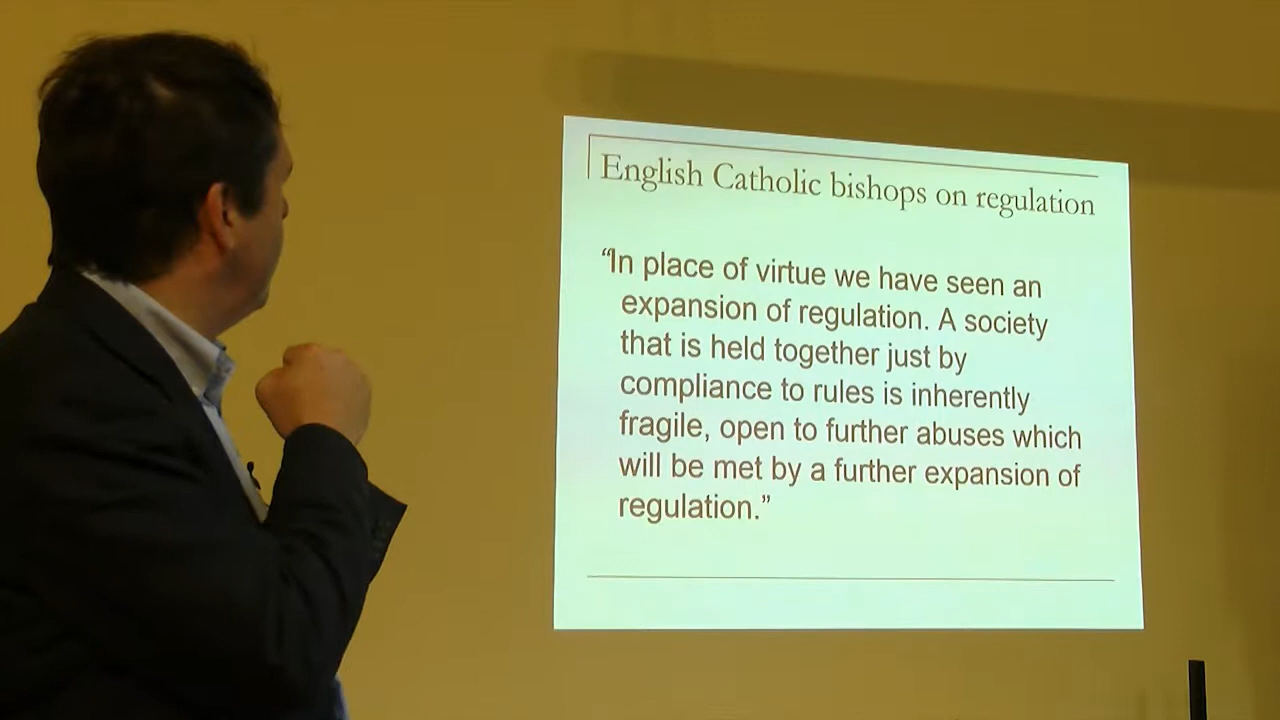 English Catholic bishops on regulation
“In place of virtue we have seen an
expansion of regulation. A society
that is held together just by
compliance to rules is inherently
fragile, open to further abuses which
will be met by a further expansion of
regulation.”